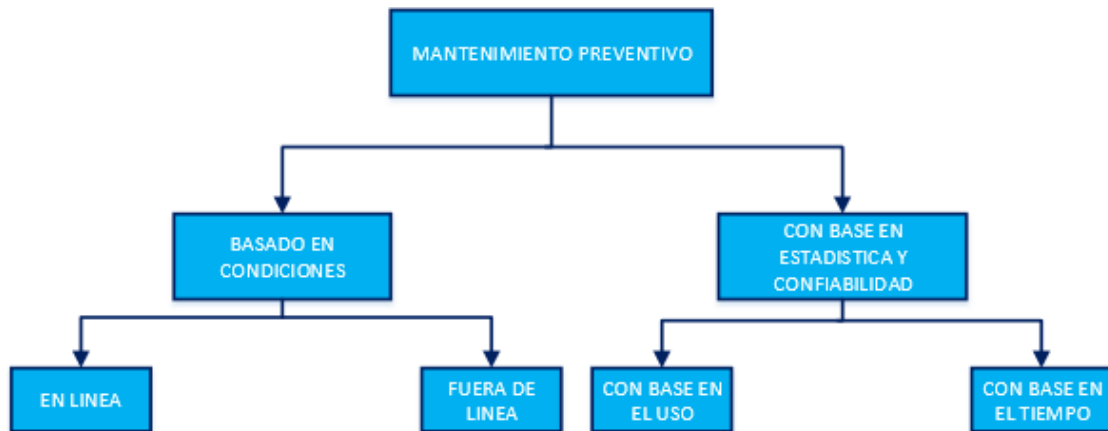 MANTENIMIENTO PREVENTIVO
BASADO EN
CONDICIONES
CON BASE EN
ESTADISTICA Y
CONFIABILIDAD
EN LINEA
FUERA DE
LINEA
CON BASE EN
EL USO
CON BASE EN
EL TIEMPO